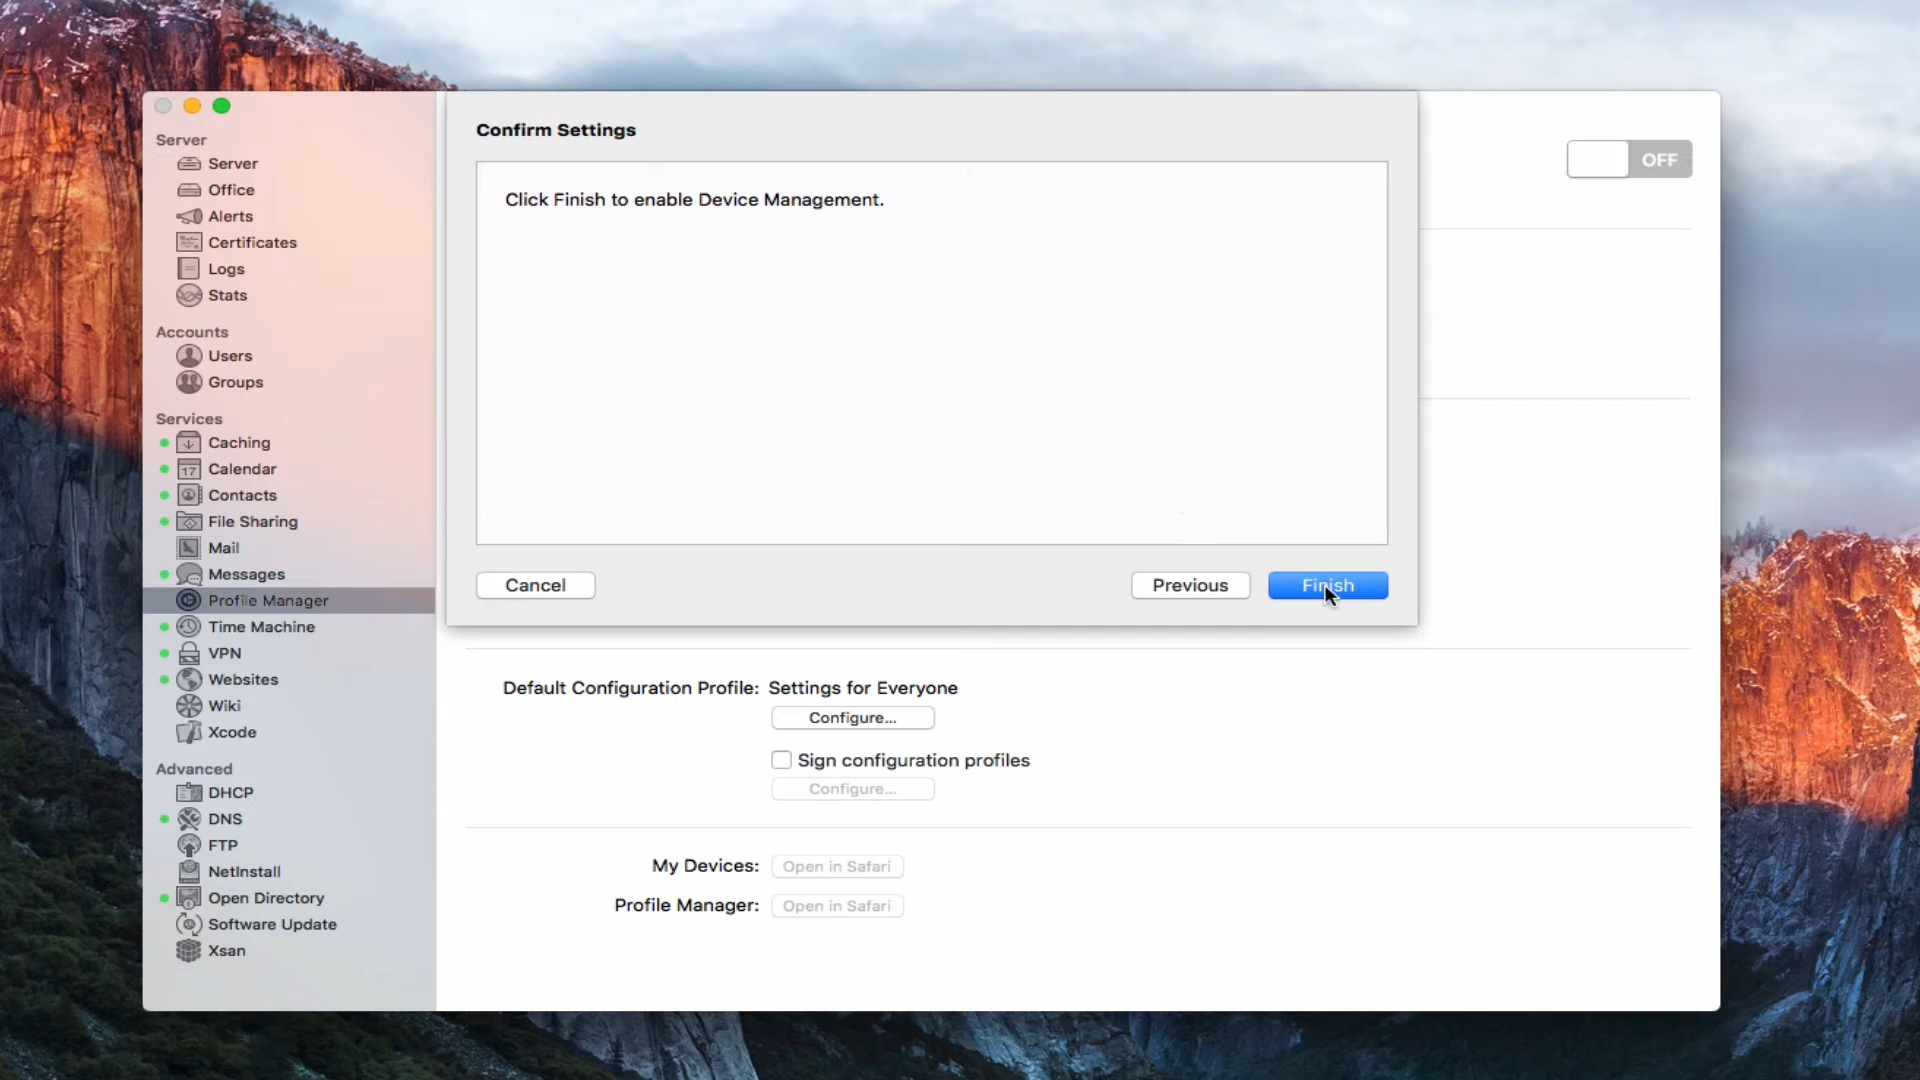 Server
Server
Office
Alerts
Certificates
Logs
Stats
Accounts
Users
Groups
Services
Caching
17
Calendar
Contacts
File Sharing
Mail
Messages
Profile Manager
Time Machine
VPN
Websites
Wiki
Xcode
Advanced
DHCP
DNS
FTP
NetInstall
Open Directory
Software Update
Xsan
Confirm Settings
Click Finish to enable Device Management.
Cancel
Previous
Finish
OFF
Default Configuration Profile: Settings for Everyone
Configure...
Sign configuration profiles
Configure...
My Devices: Open in Safari
Profile Manager: Open in Safari